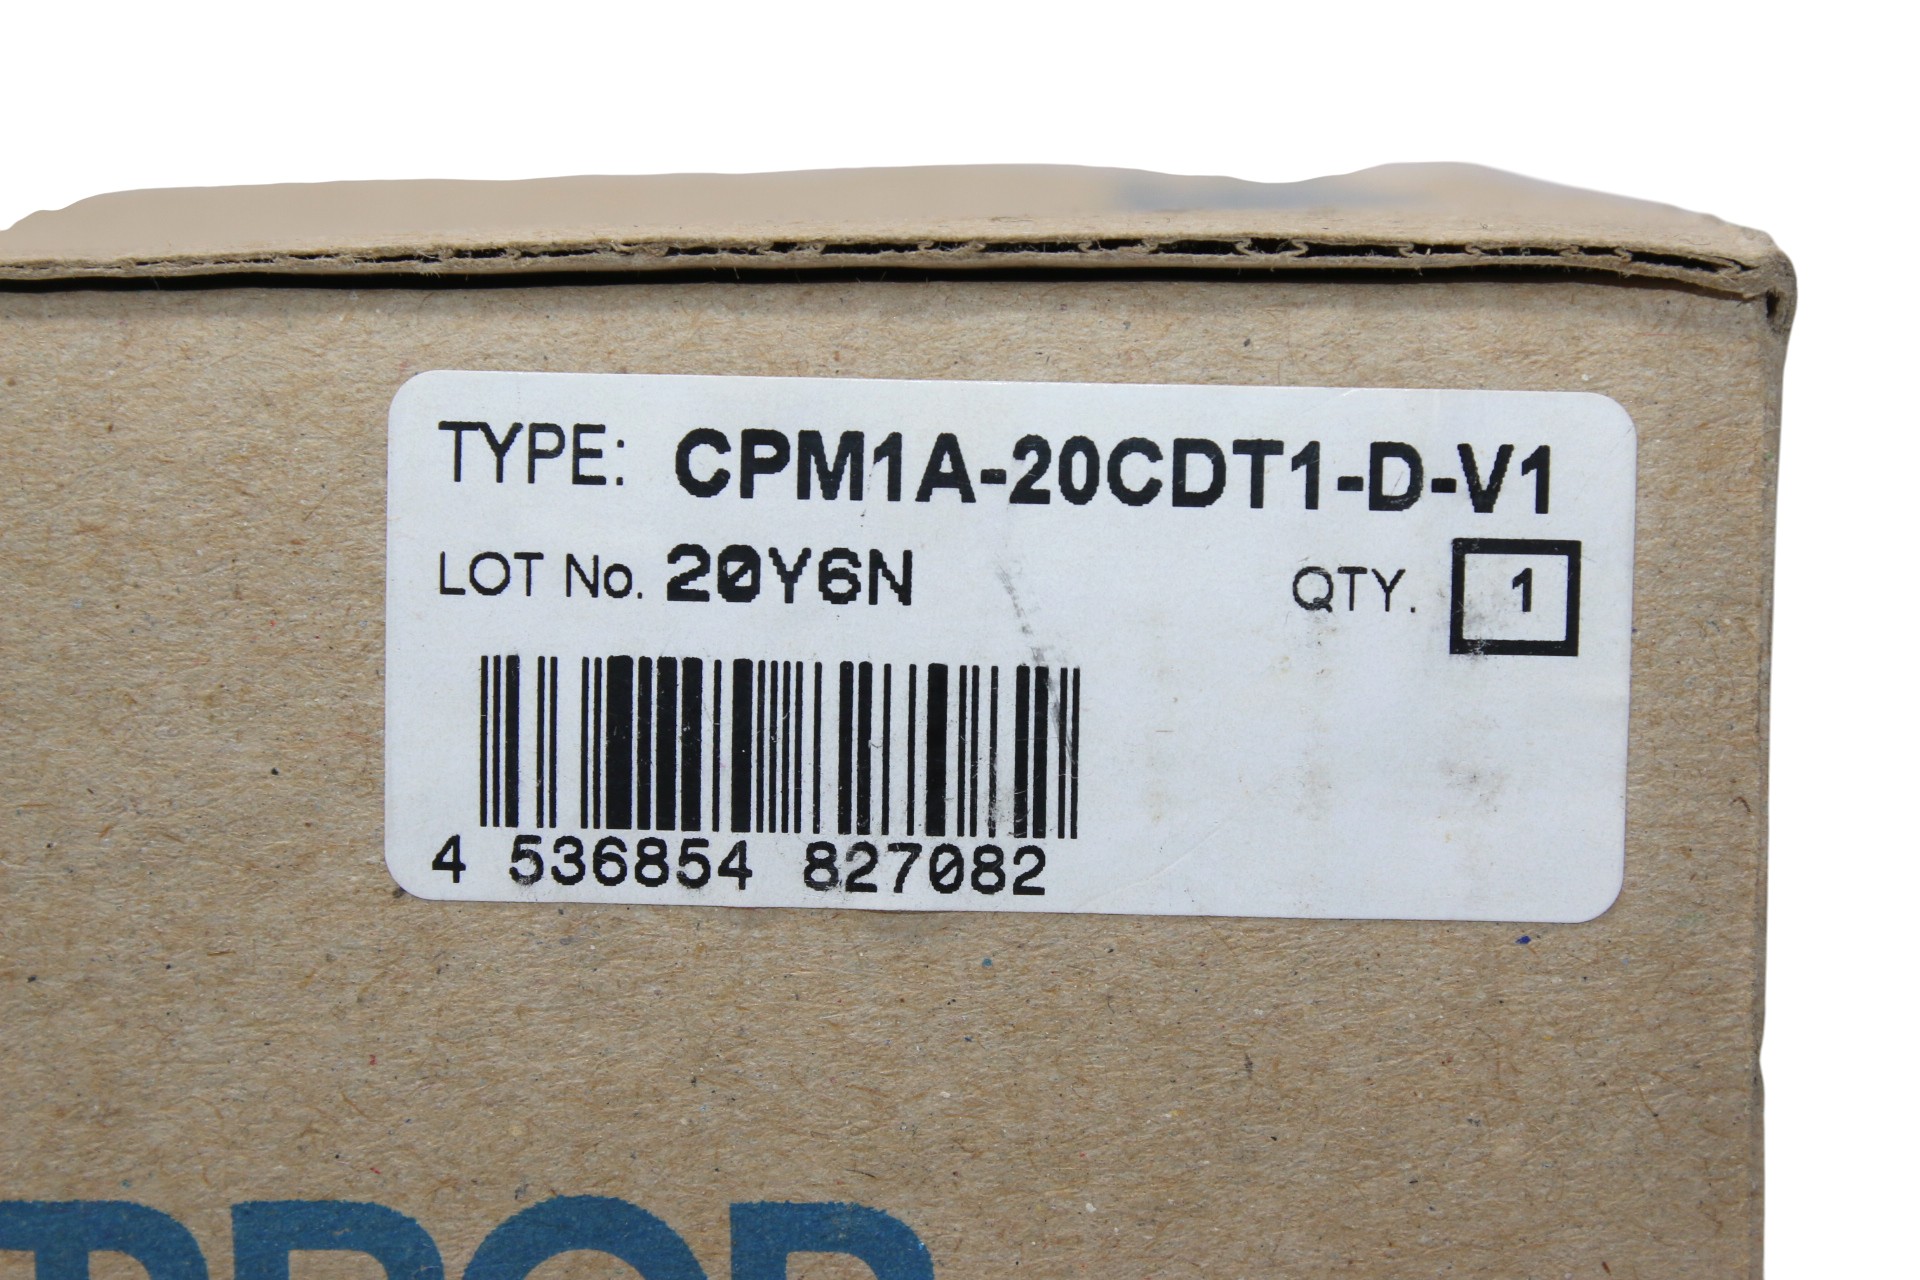 TYPE: CPM1A-20CDT1-D-V1
LOT No. 20Y6N QTY. 1
4 536854 827082